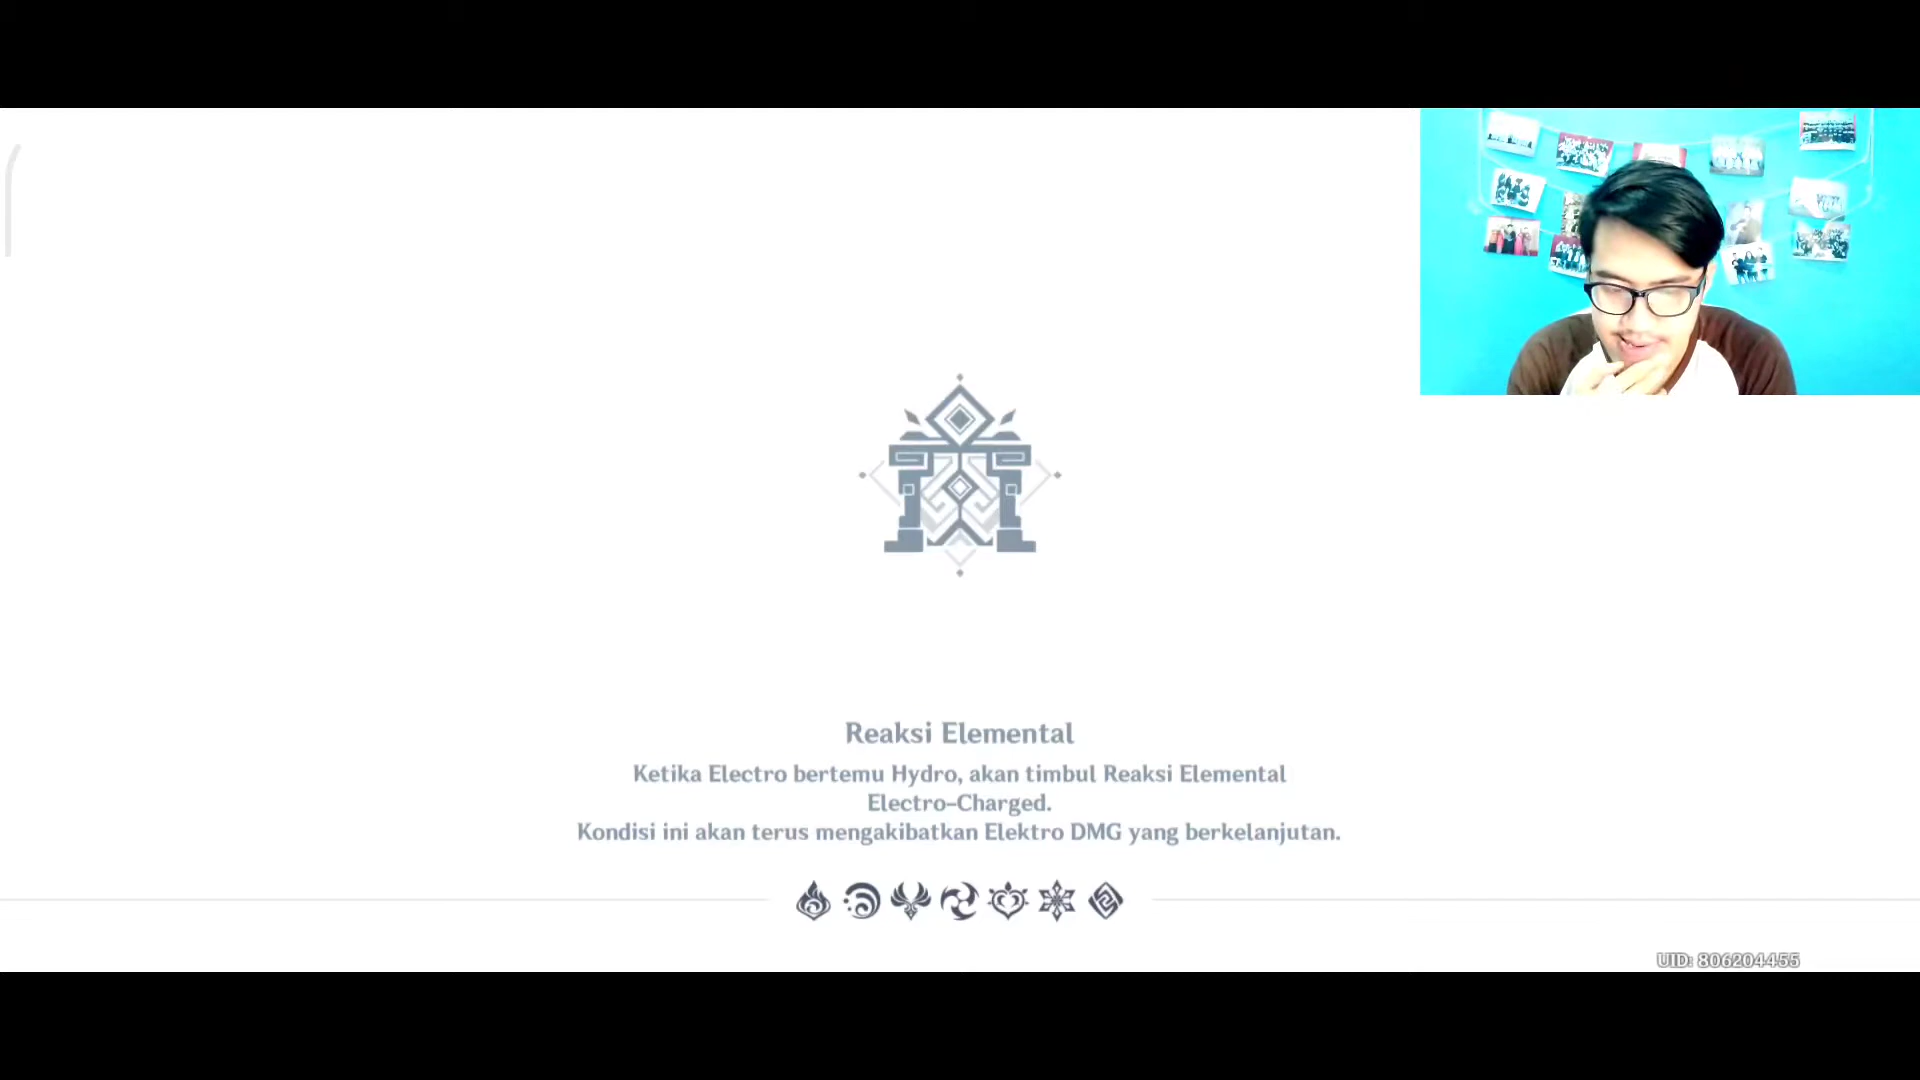 Reaksi Elemental
Ketika Electro bertemu Hydro, akan timbul Reaksi Elemental
Electro-Charged.
Kondisi ini akan terus mengakibatkan Elektro DMG yang berkelanjutan.
UID: 806204455